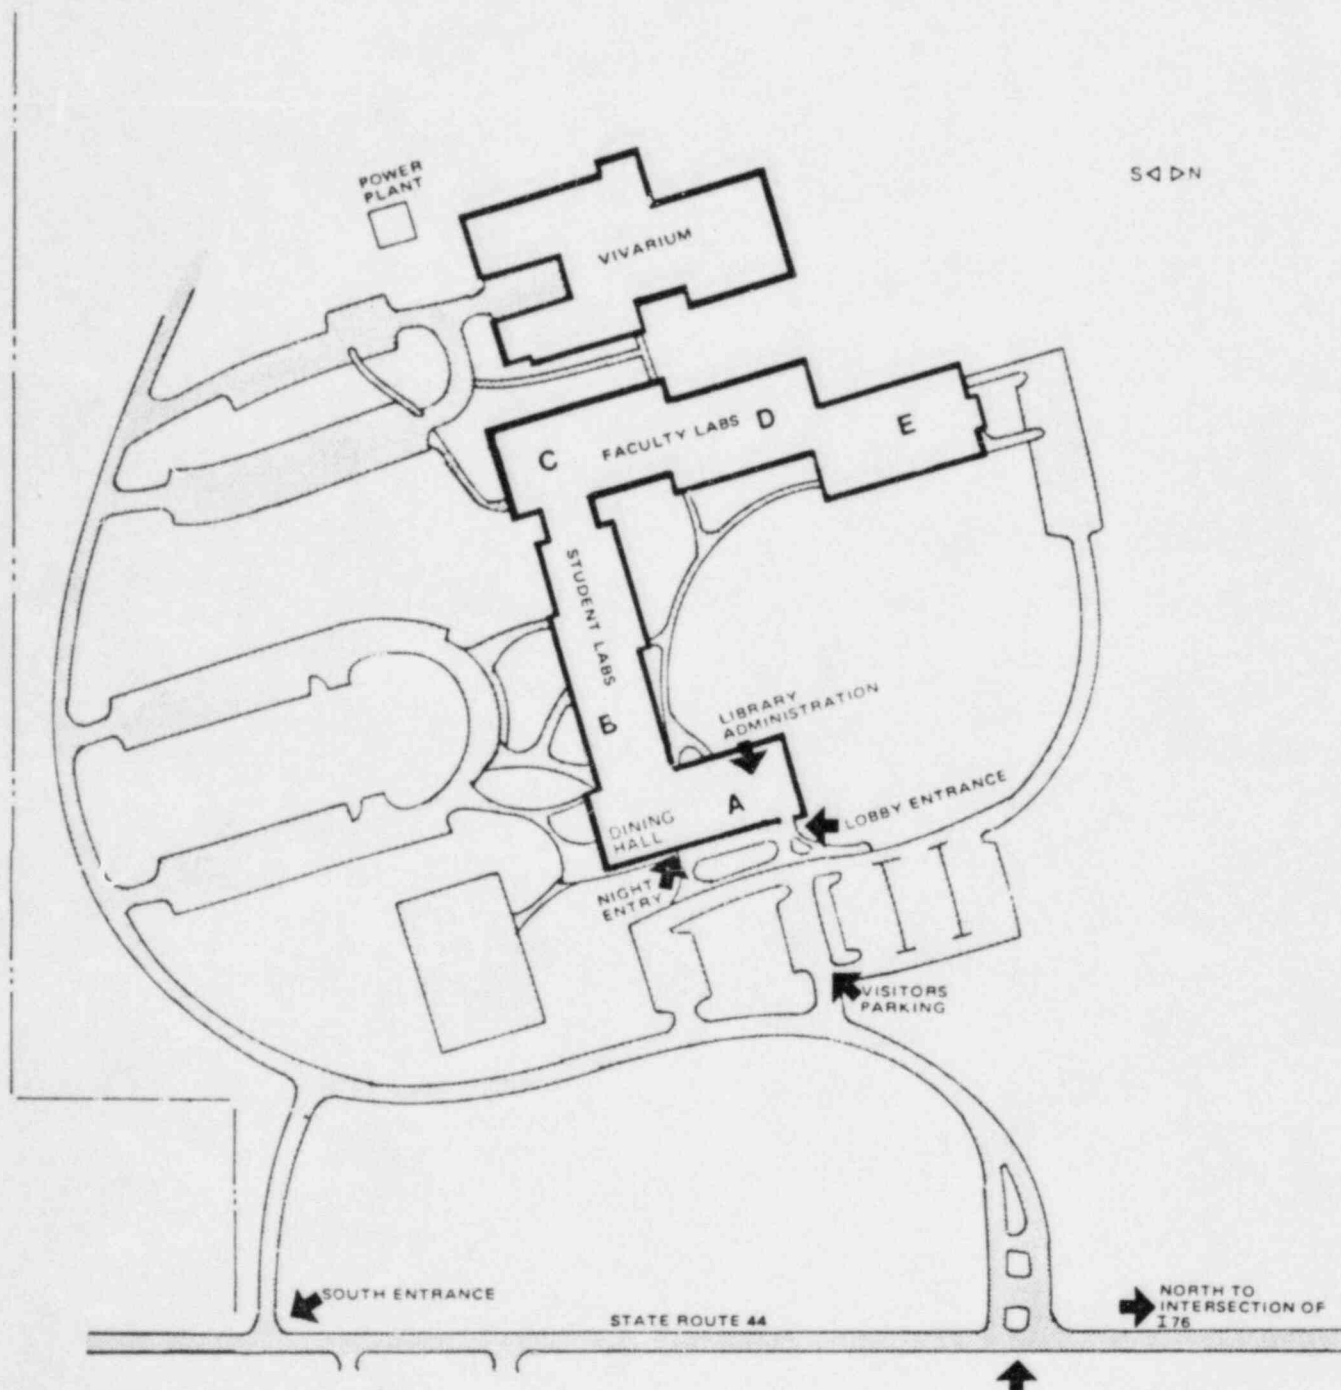 POWER
PLANT
S N
VIVARIUM
C
FACULTY LABS
D
E
STUDENT LABS
B
LIBRARY
ADMINISTRATION
A
DINING
HALL
LOBBY ENTRANCE
NIGHT
ENTRY
VISITORS
PARKING
SOUTH ENTRANCE
STATE ROUTE 44
NORTH TO
INTERSECTION OF
I 76